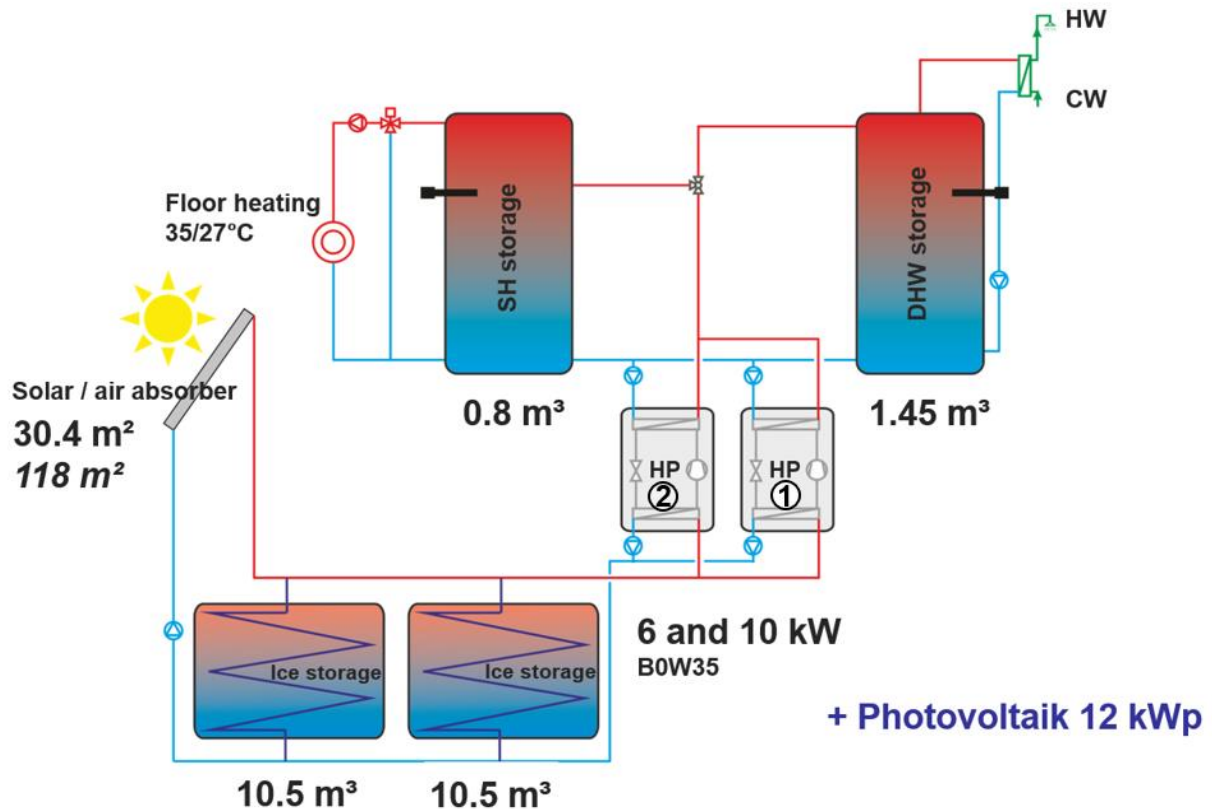 HW
CW
Floor heating
35/27°C
SH storage
DHW storage
Solar / air absorber
30.4 m²
118 m²
0.8 m³
1.45 m³
HP
2
HP
1
Ice storage
Ice storage
6 and 10 kW
B0W35
+ Photovoltaik 12 kWp
10.5 m³
10.5 m³